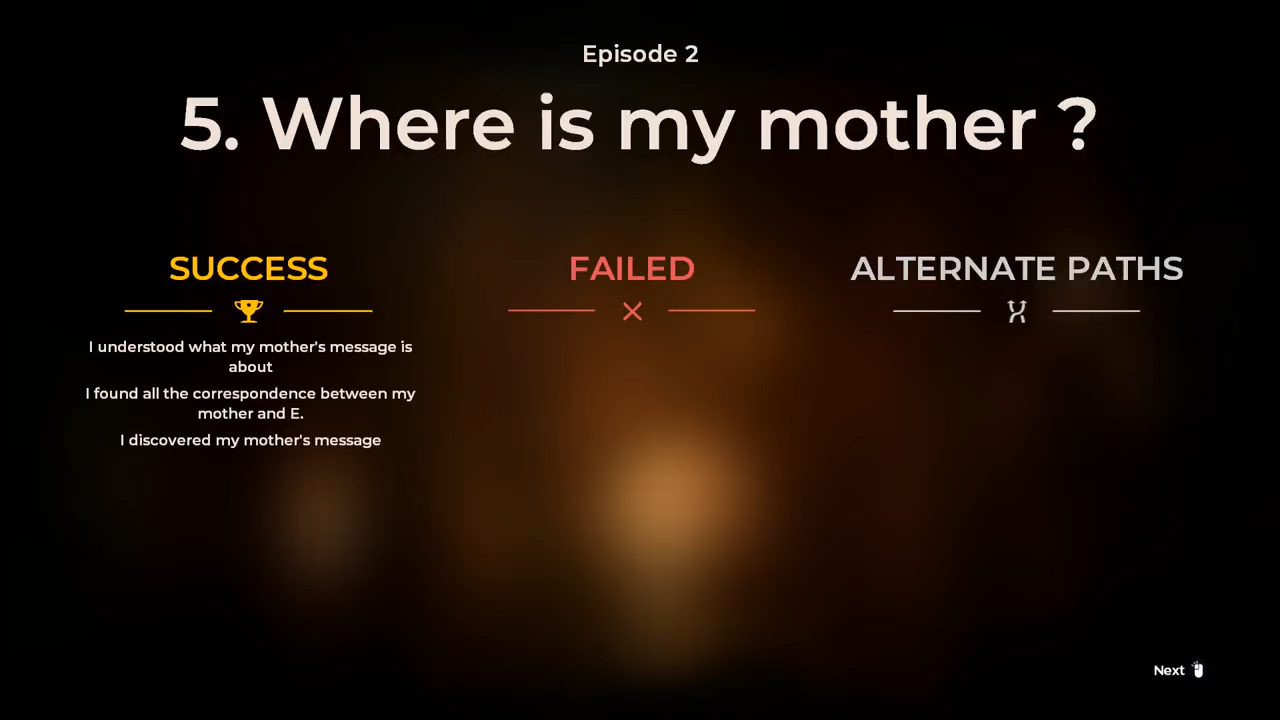 Episode 2
5. Where is my mother ?
SUCCESS
I understood what my mother's message is
about
I found all the correspondence between my
mother and E.
I discovered my mother's message
FAILED
ALTERNATE PATHS
Next